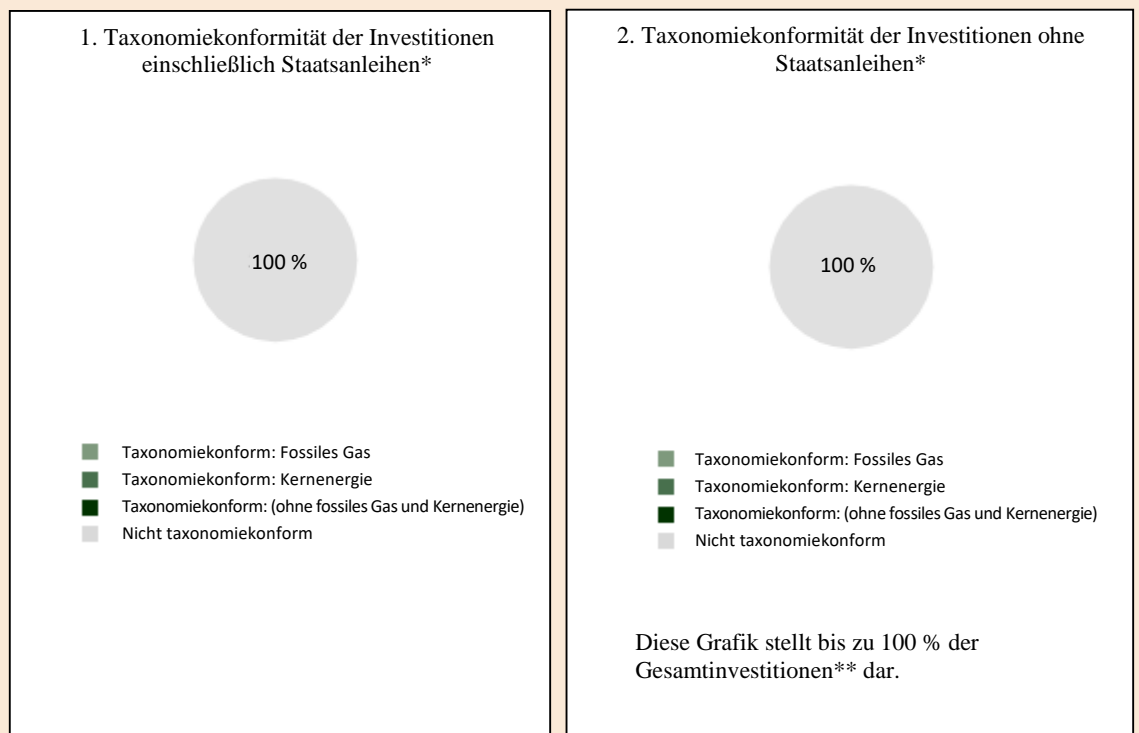 1. Taxonomiekonformität der Investitionen
einschließlich Staatsanleihen*
100 %
Taxonomiekonform: Fossiles Gas
Taxonomiekonform: Kernenergie
Taxonomiekonform: (ohne fossiles Gas und Kernenergie)
Nicht taxonomiekonform
2. Taxonomiekonformität der Investitionen ohne
Staatsanleihen*
100 %
Taxonomiekonform: Fossiles Gas
Taxonomiekonform: Kernenergie
Taxonomiekonform: (ohne fossiles Gas und Kernenergie)
Nicht taxonomiekonform
Diese Grafik stellt bis zu 100 % der
Gesamtinvestitionen** dar.